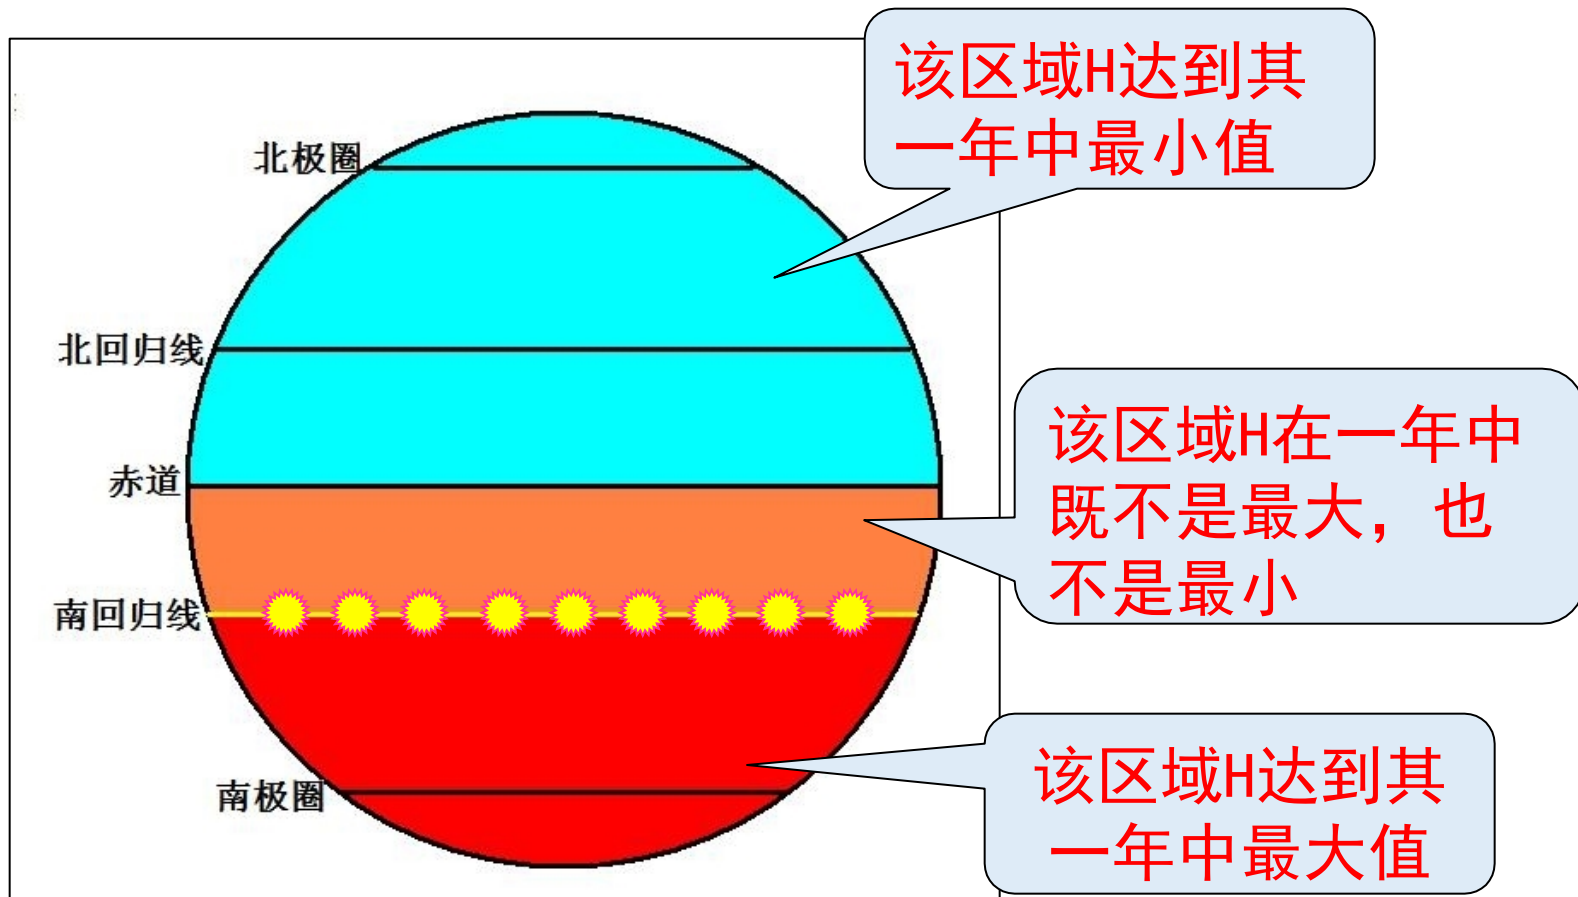 该区域H达到其
一年中最小值
北极圈
北回归线
该区域H在一年中
既不是最大，也
不是最小
赤道
南回归线
该区域H达到其
一年中最大值
南极圈